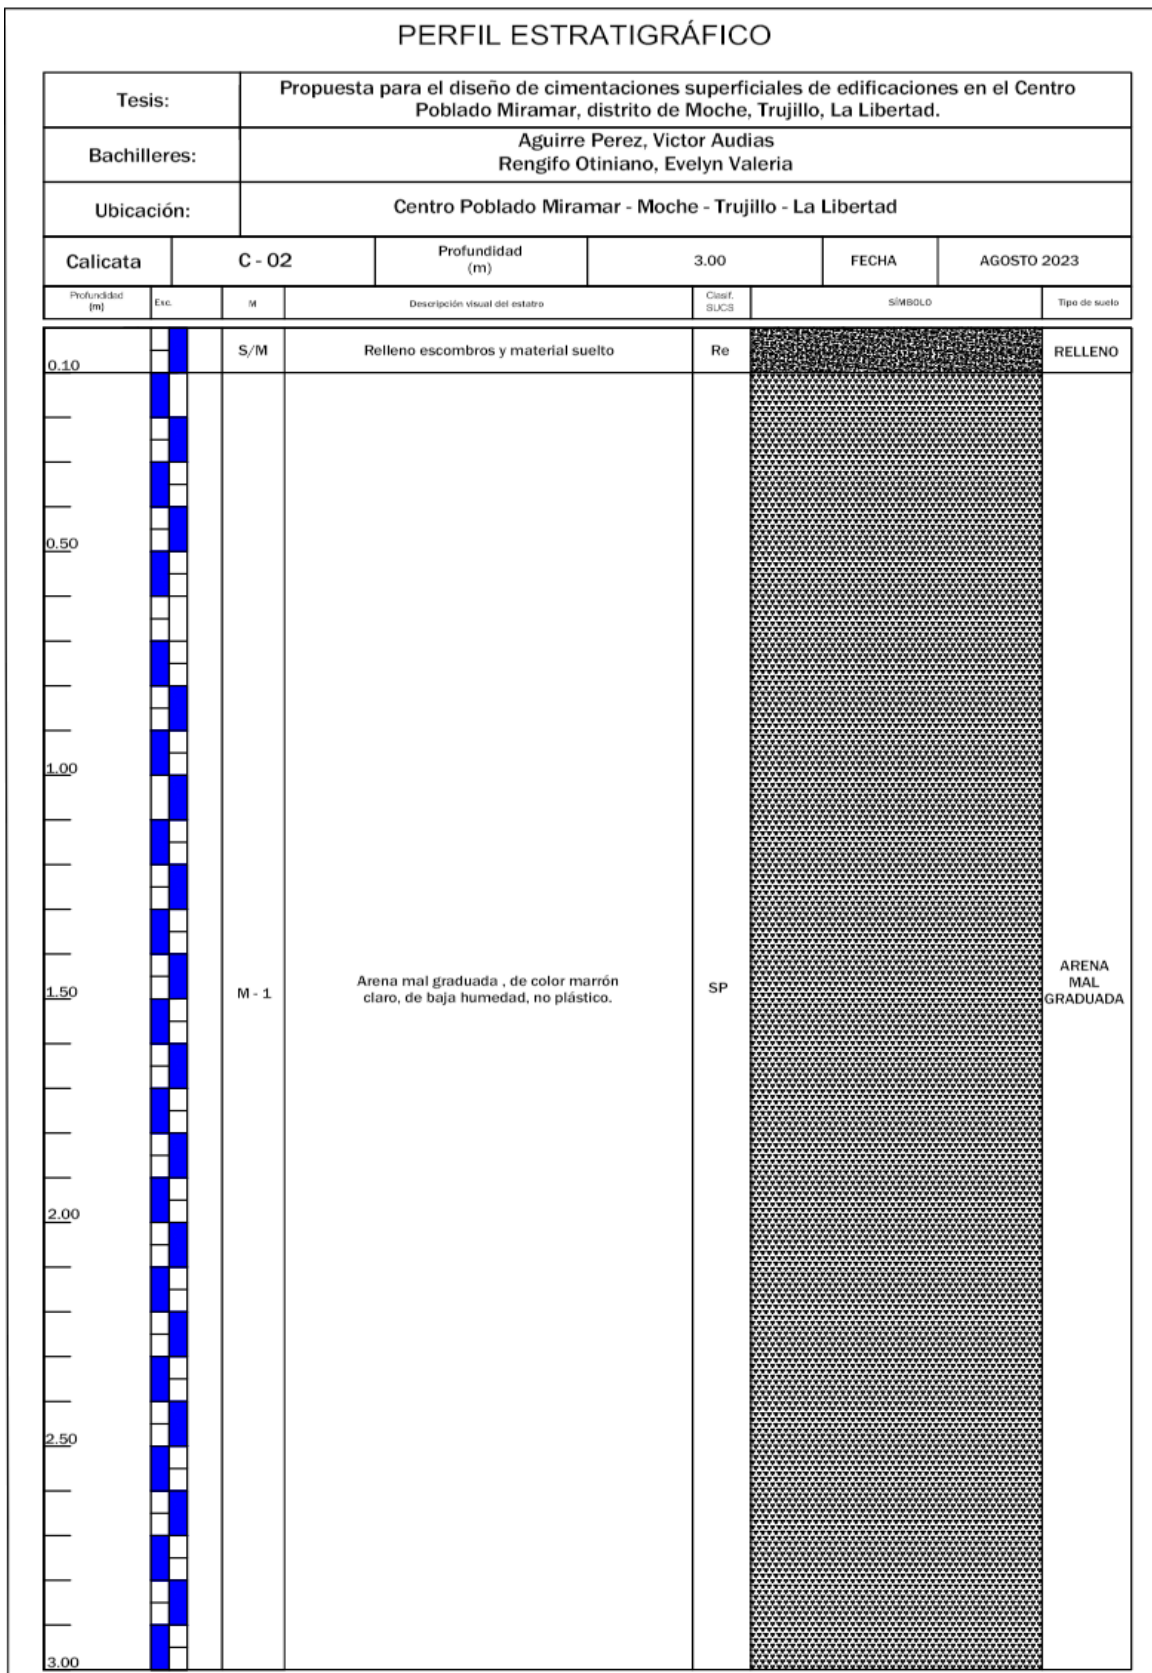 PERFIL ESTRATIGRÁFICO
Tesis:
Propuesta para el diseño de cimentaciones superficiales de edificaciones en el Centro
Poblado Miramar, distrito de Moche, Trujillo, La Libertad.
Bachilleres:
Aguirre Perez, Victor Audias
Rengifo Otiniano, Evelyn Valeria
Ubicación:
Centro Poblado Miramar - Moche - Trujillo - La Libertad
Calicata
C - 02
Profundidad
(m)
3.00
FECHA
AGOSTO 2023
Profundidad
(m)
Esc.
M
Descripción visual del estatro
Clasif.
SUCS
SÍMBOLO
Tipo de suelo
0.10
S/M
Relleno escombros y material suelto
Re
RELLENO
0.50
1.00
1.50
M - 1
Arena mal graduada , de color marrón
claro, de baja humedad, no plástico.
SP
ARENA
MAL
GRADUADA
2.00
2.50
3.00